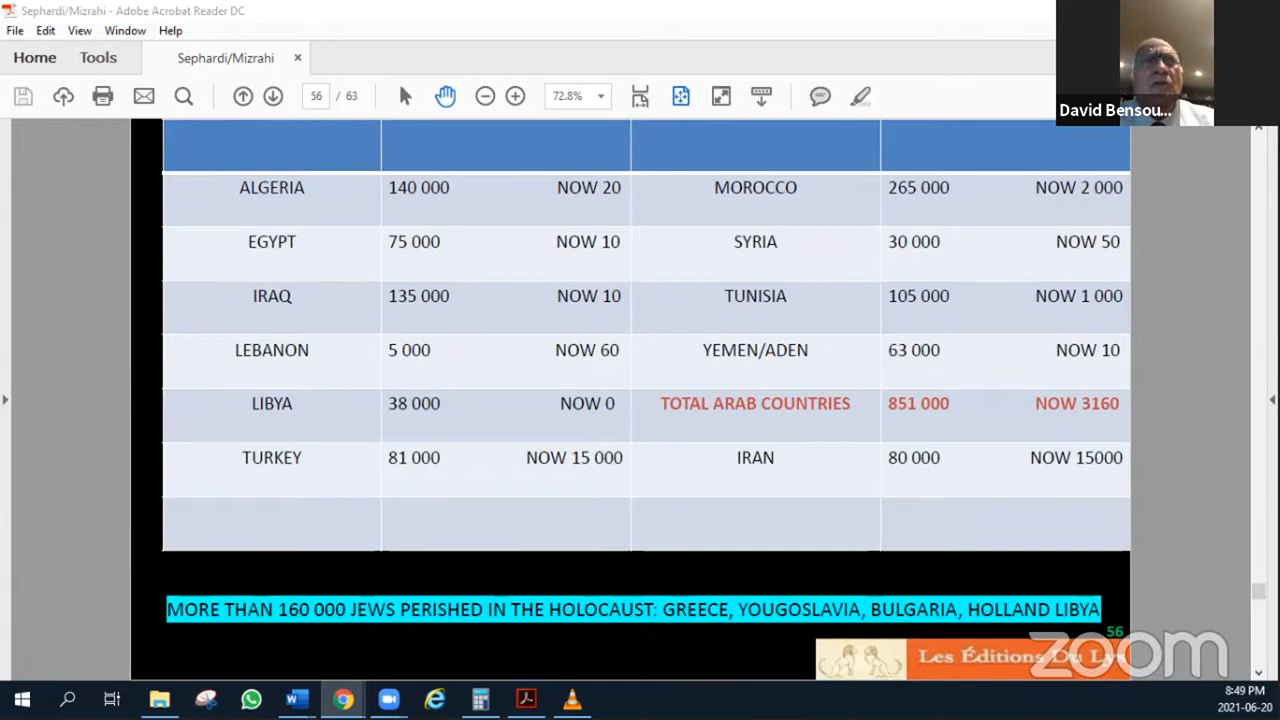 Sephardi/Mizrahi - Adobe Acrobat Reader DC
File Edit View Window Help
Home Tools Sephardi/Mizrahi ×
56 / 63 72.8%
David Bensou...
ALGERIA 140 000 NOW 20 MOROCCO 265 000 NOW 2 000
EGYPT 75 000 NOW 10 SYRIA 30 000 NOW 50
IRAQ 135 000 NOW 10 TUNISIA 105 000 NOW 1 000
LEBANON 5 000 NOW 60 YEMEN/ADEN 63 000 NOW 10
LIBYA 38 000 NOW 0 TOTAL ARAB COUNTRIES 851 000 NOW 3160
TURKEY 81 000 NOW 15 000 IRAN 80 000 NOW 15000
MORE THAN 160 000 JEWS PERISHED IN THE HOLOCAUST: GREECE, YOUGOSLAVIA, BULGARIA, HOLLAND LIBYA
56
Les Éditions Du Lys
zoom
8:49 PM
2021-06-20